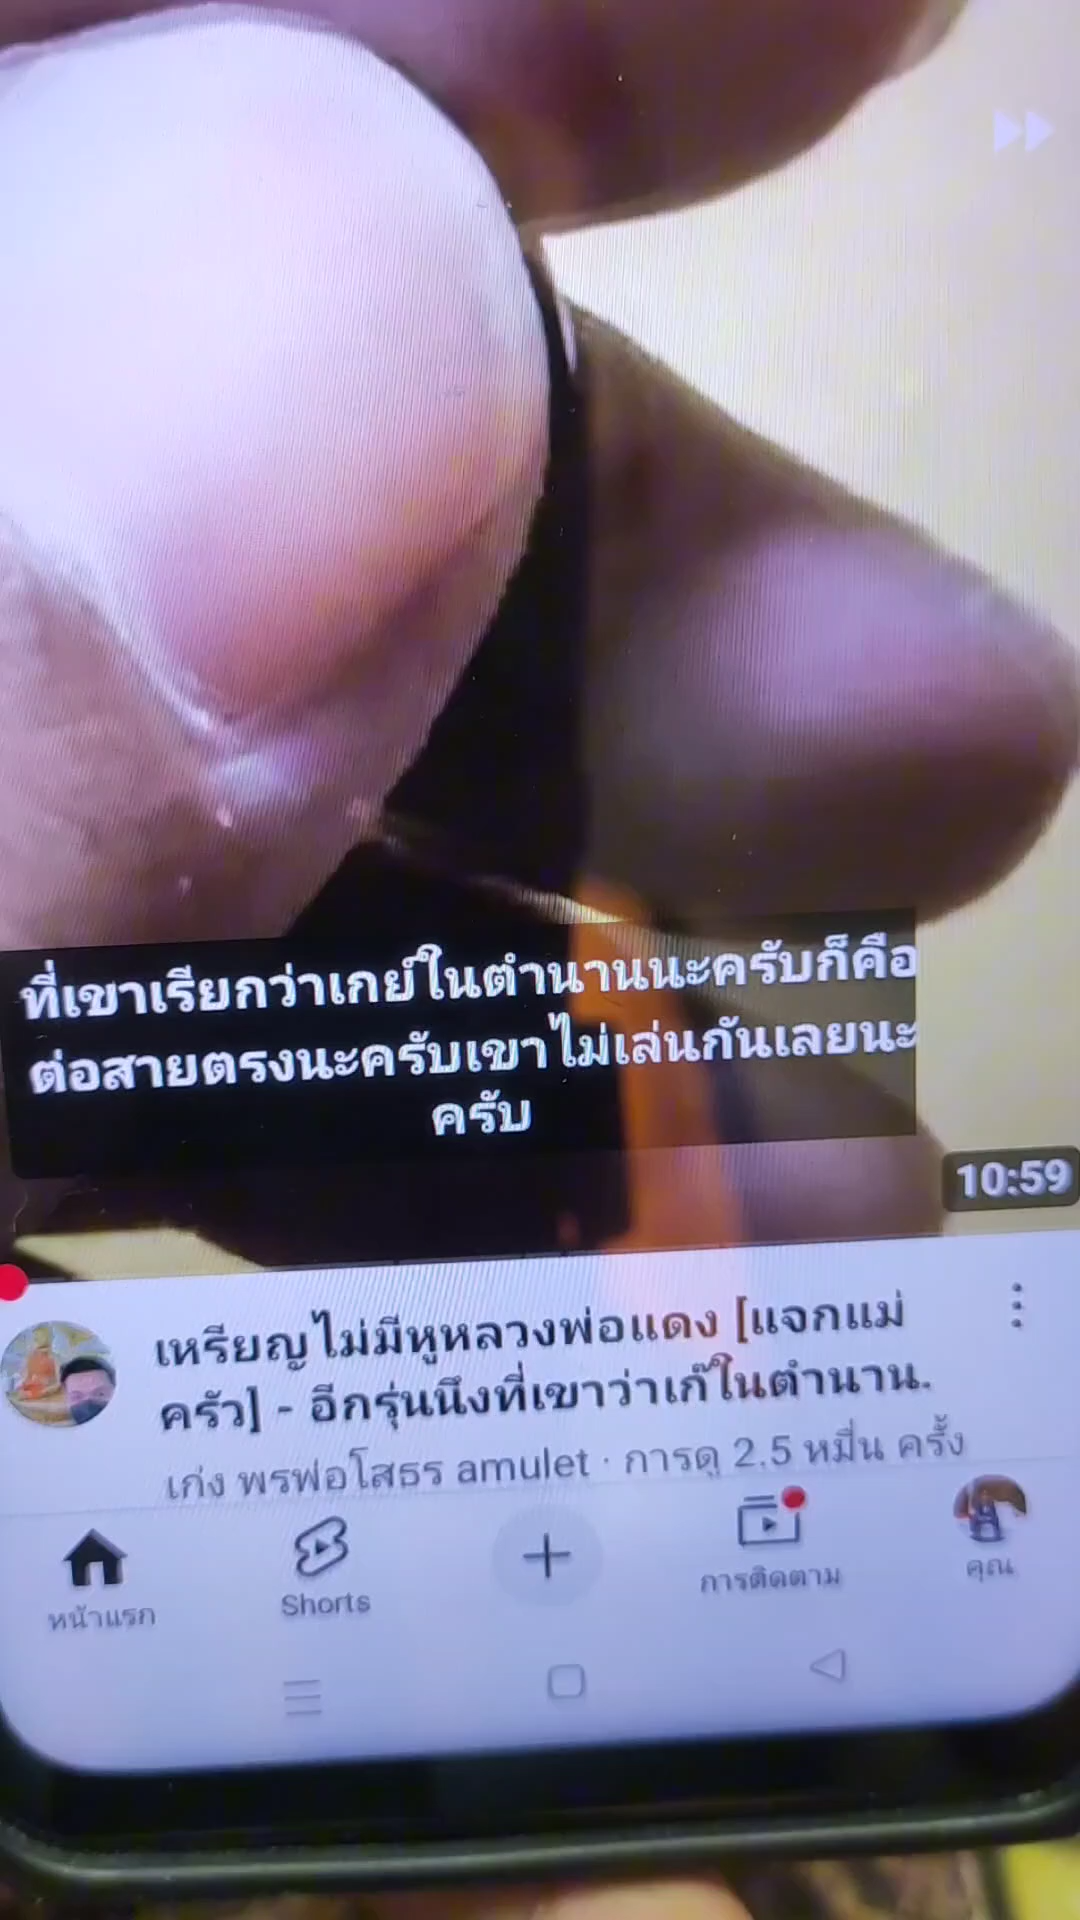 ที่เขาเรียกว่าเกย์ในตำนานนะครับก็คือ
ต่อสายตรงนะครับเขาไม่เล่นกันเลยนะ
ครับ
10:59
เหรียญไม่มีหูหลวงพ่อแดง [แจกแม่
ครัว] - อีกรุ่นนึงที่เขาว่าเก๊ในตำนาน.
เก่ง พรฟอโสธร amulet · การดู 2.5 หมื่น ครั้ง
หน้าแรก
Shorts
การติดตาม
คุณ